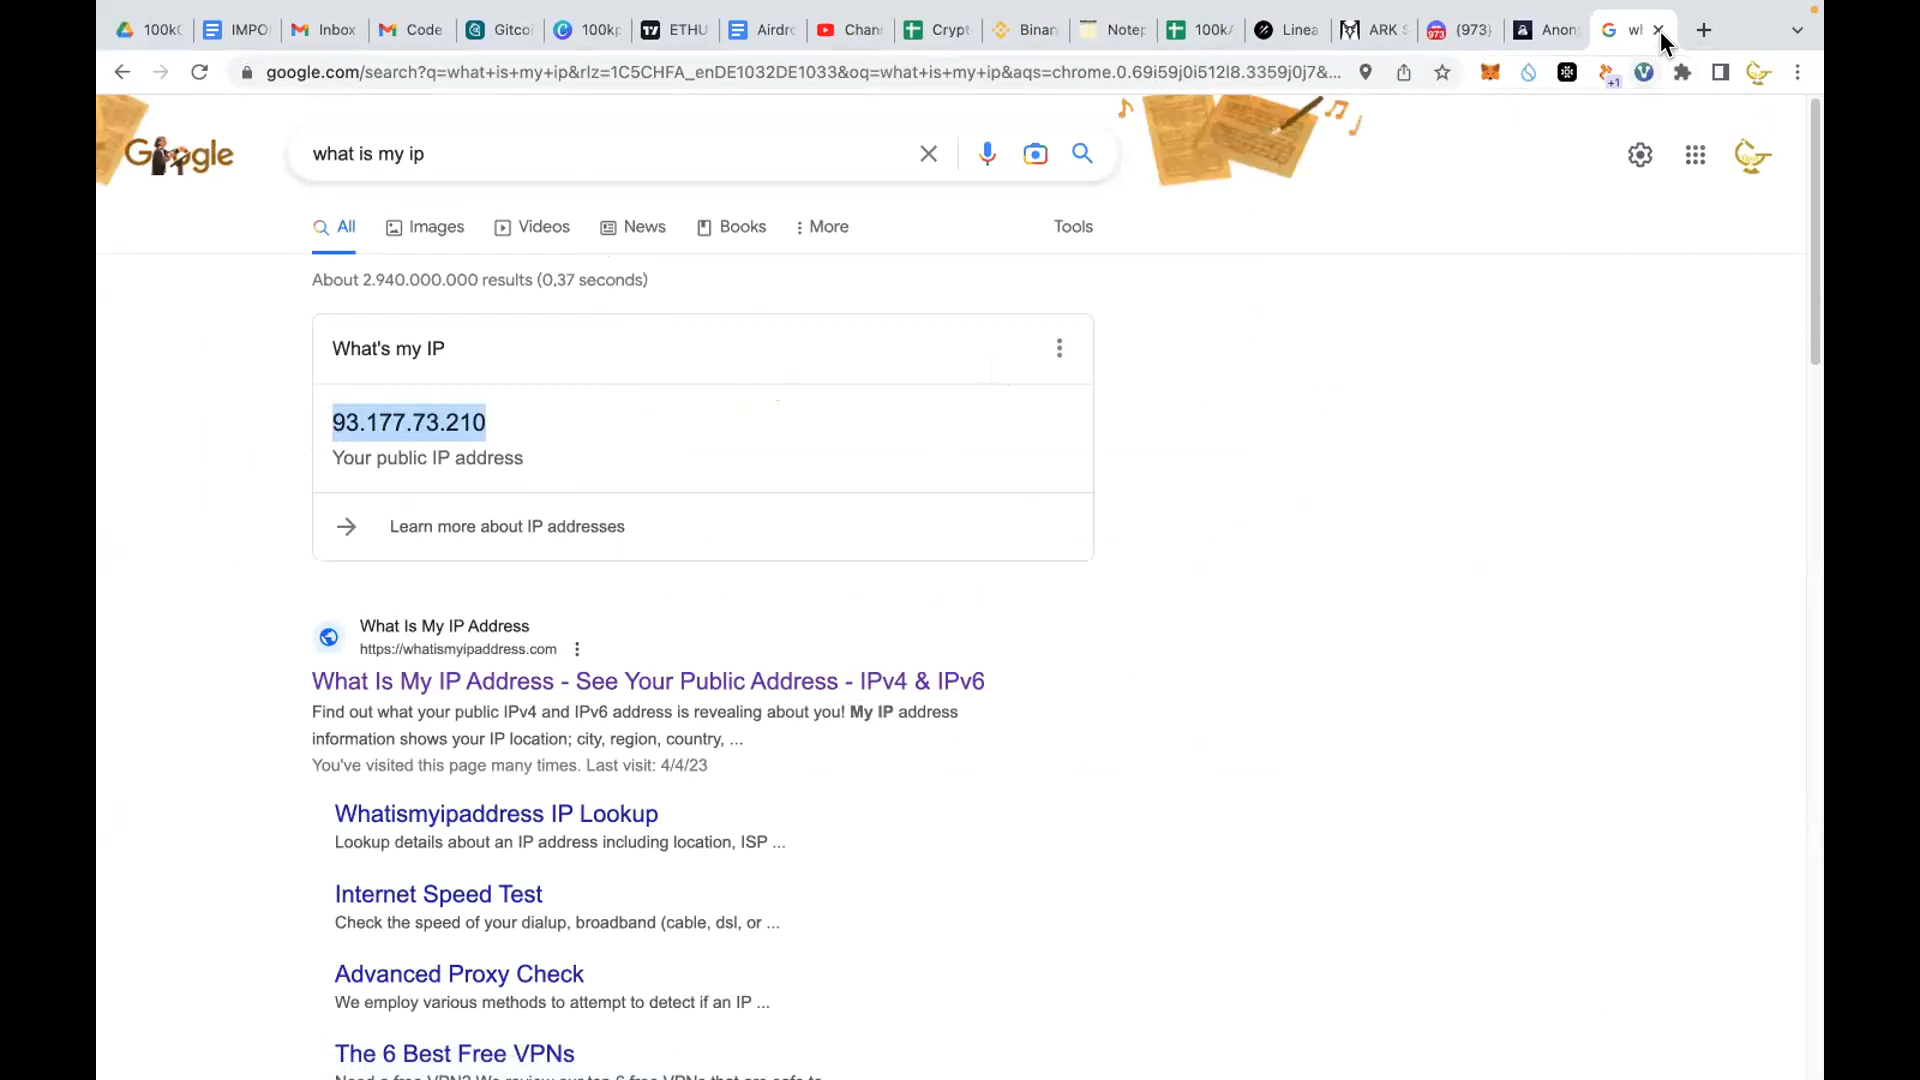 100k
IMPO
Inbox
Code
Gitcoi
100kp
ETHU
Airdro
Chan
Crypt
Binan
Notep
100k
Linea
ARK
(973)
Anon
google.com/search?q=what+is+my+ip&rlz=1C5CHFA_enDE1032DE1033&oq=what+is+my+ip&aqs=chrome.0.69i59j0i512l8.3359j0j7&...
973
+1
Google
what is my ip
All
Images
Videos
News
Books
More
Tools
About 2.940.000.000 results (0,37 seconds)
What's my IP
93.177.73.210
Your public IP address
Learn more about IP addresses
What Is My IP Address
https://whatismyipaddress.com
What Is My IP Address - See Your Public Address - IPv4 & IPv6
Find out what your public IPv4 and IPv6 address is revealing about you! My IP address
information shows your IP location; city, region, country, ...
You've visited this page many times. Last visit: 4/4/23
Whatismyipaddress IP Lookup
Lookup details about an IP address including location, ISP ...
Internet Speed Test
Check the speed of your dialup, broadband (cable, dsl, or ...
Advanced Proxy Check
We employ various methods to attempt to detect if an IP ...
The 6 Best Free VPNs